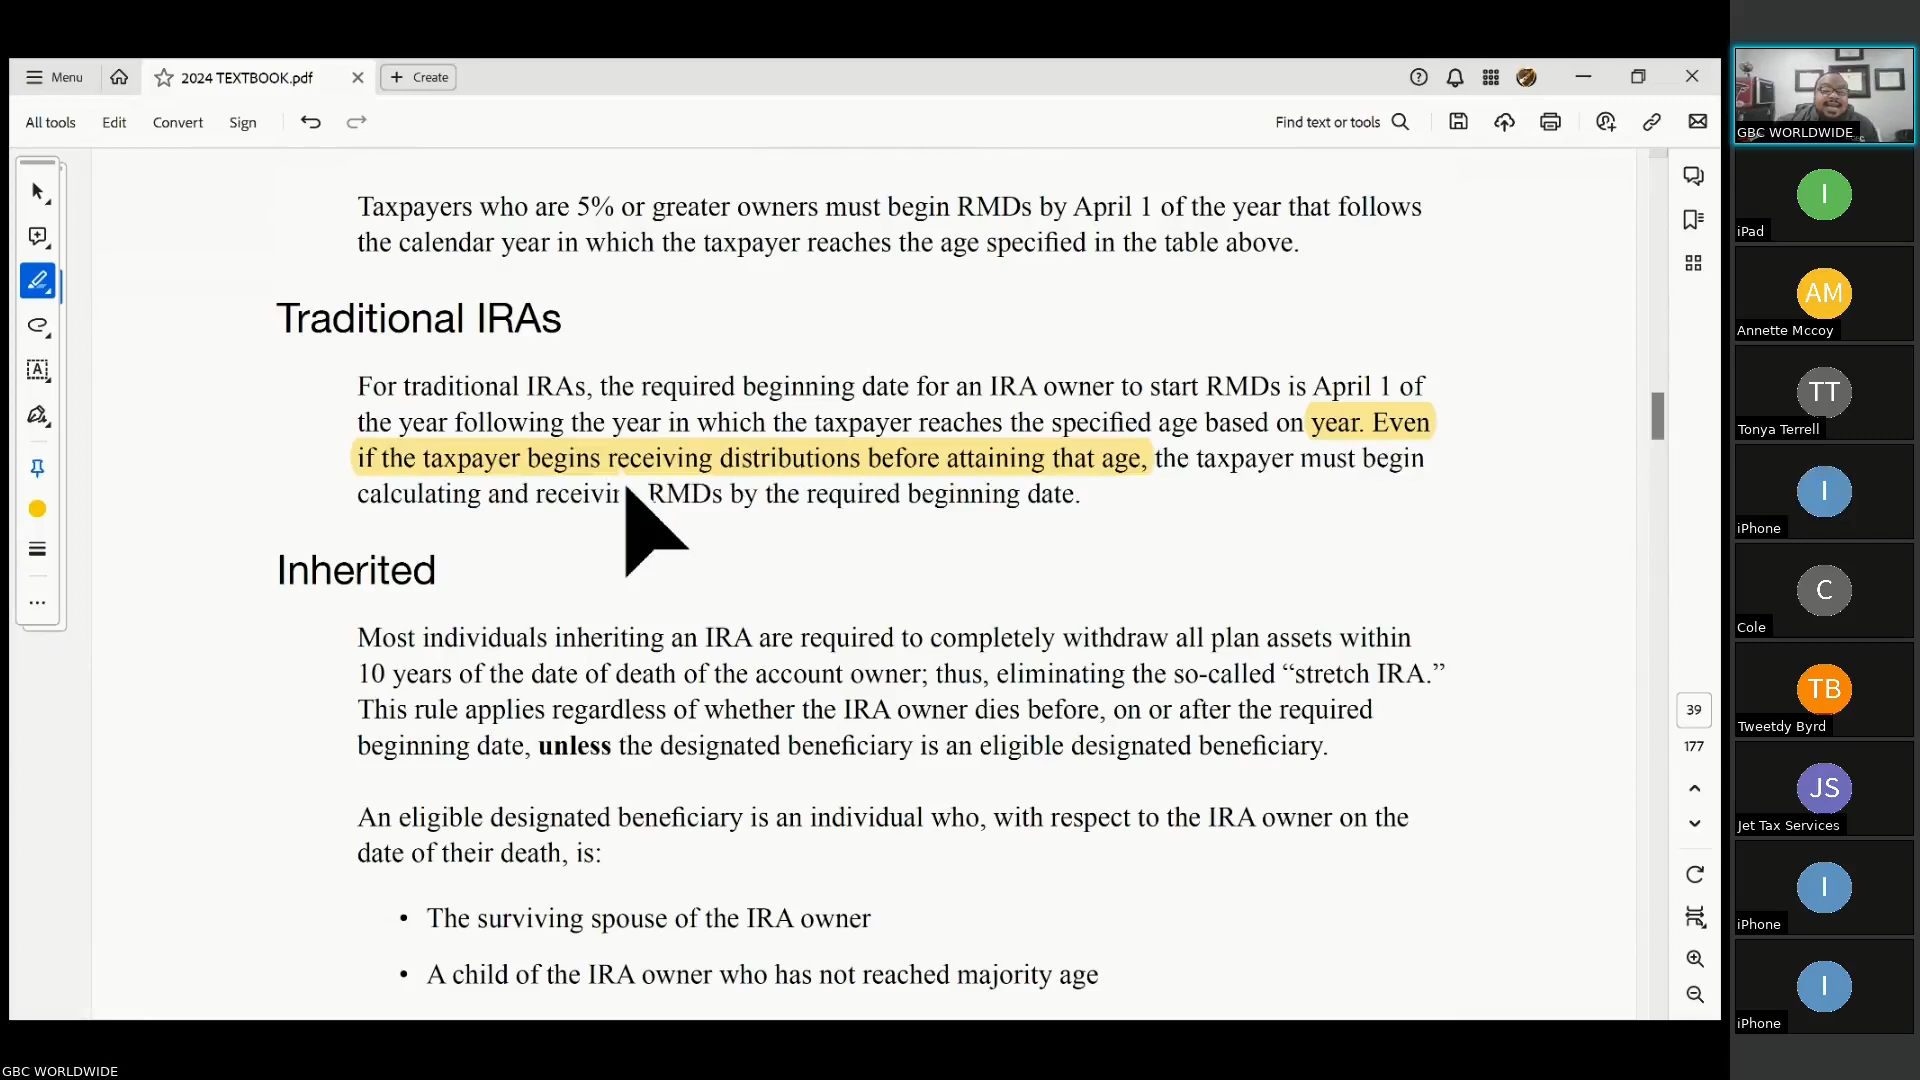 Menu
2024 TEXTBOOK.pdf
Create
All tools
Edit
Convert
Sign
Find text or tools
Taxpayers who are 5% or greater owners must begin RMDs by April 1 of the year that follows
the calendar year in which the taxpayer reaches the age specified in the table above.
Traditional IRAs
For traditional IRAs, the required beginning date for an IRA owner to start RMDs is April 1 of
the year following the year in which the taxpayer reaches the specified age based on year. Even
if the taxpayer begins receiving distributions before attaining that age, the taxpayer must begin
calculating and receivin RMDs by the required beginning date.
Inherited
Most individuals inheriting an IRA are required to completely withdraw all plan assets within
10 years of the date of death of the account owner; thus, eliminating the so-called “stretch IRA.”
This rule applies regardless of whether the IRA owner dies before, on or after the required
beginning date, unless the designated beneficiary is an eligible designated beneficiary.
An eligible designated beneficiary is an individual who, with respect to the IRA owner on the
date of their death, is:
• The surviving spouse of the IRA owner
• A child of the IRA owner who has not reached majority age
39
177
GBC WORLDWIDE
I
iPad
AM
Annette Mccoy
TT
Tonya Terrell
I
iPhone
C
Cole
TB
Tweetdy Byrd
JS
Jet Tax Services
I
iPhone
I
iPhone
GBC WORLDWIDE